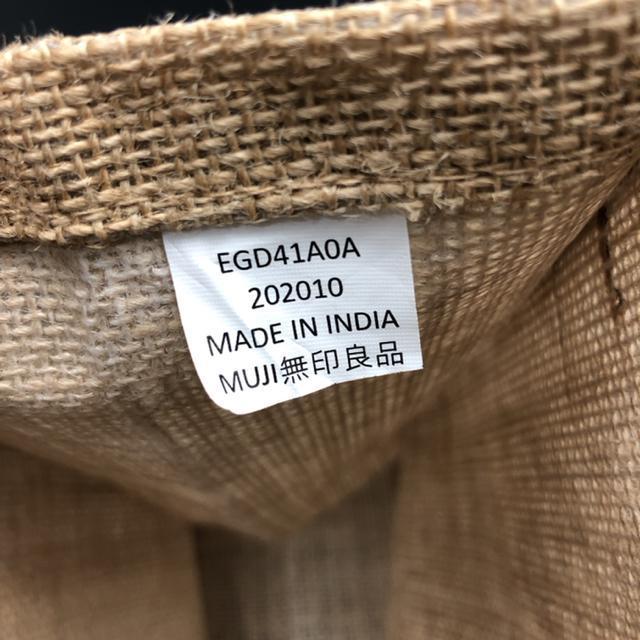 EGD41A0A
202010
MADE IN INDIA
MUJI無印良品